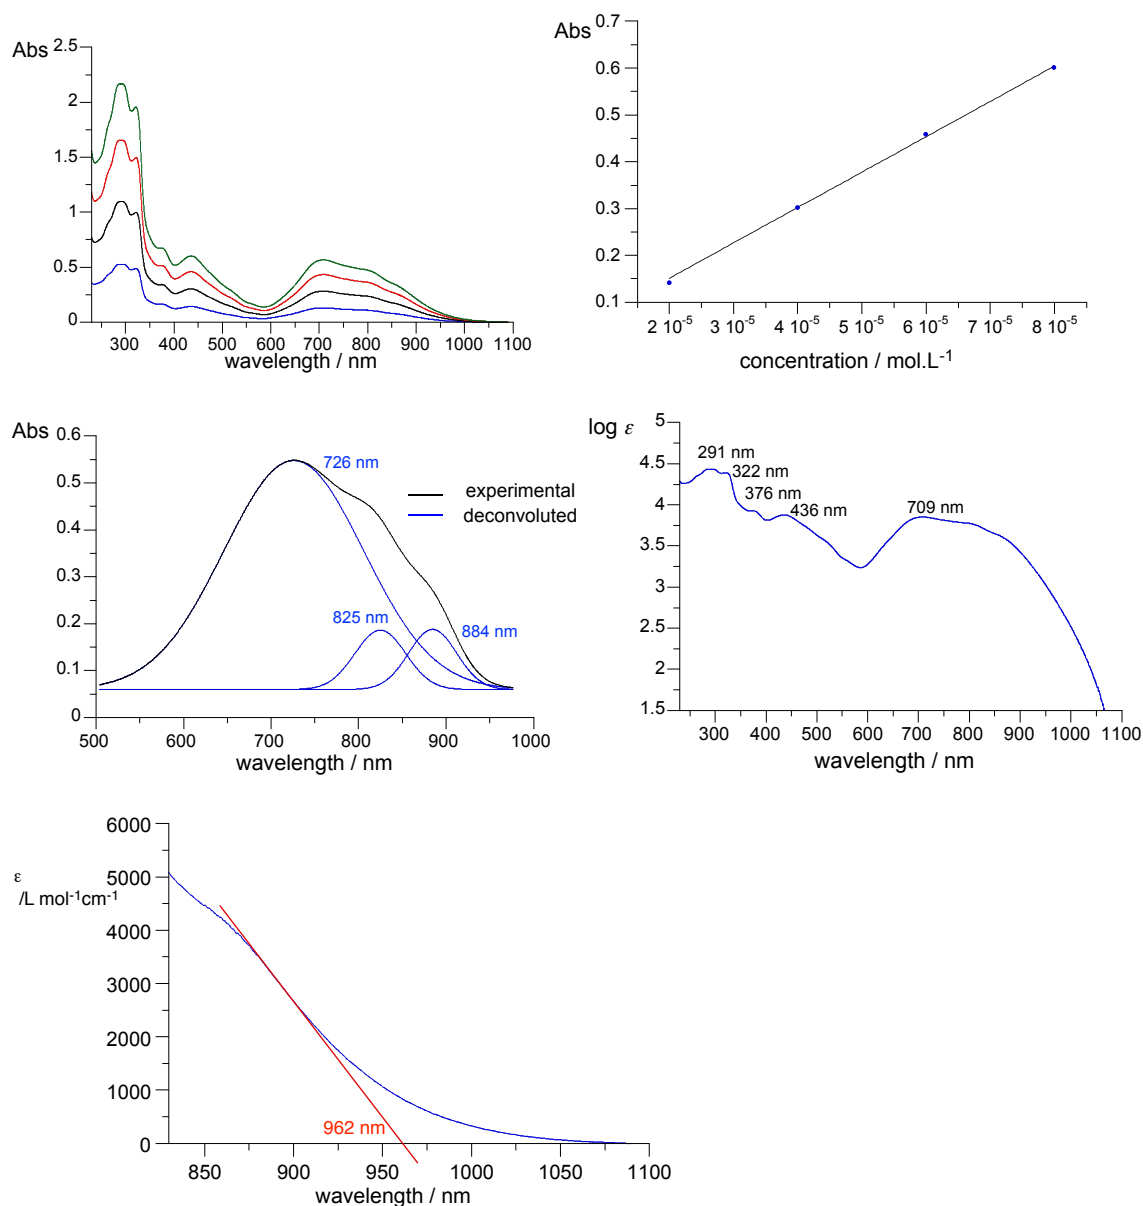 Abs
2.5
2
1.5
1
0.5
0
300 400 500 600 700 800 900 1000 1100
wavelength / nm
Abs
0.7
0.6
0.5
0.4
0.3
0.2
0.1
2 10⁻⁵ 3 10⁻⁵ 4 10⁻⁵ 5 10⁻⁵ 6 10⁻⁵ 7 10⁻⁵ 8 10⁻⁵
concentration / mol.L⁻¹
Abs
0.6
0.5
0.4
0.3
0.2
0.1
0
726 nm
825 nm
884 nm
experimental
deconvoluted
500 600 700 800 900 1000
wavelength / nm
log ε
5
4.5
4
3.5
3
2.5
2
1.5
291 nm
322 nm
376 nm
436 nm
709 nm
300 400 500 600 700 800 900 1000 1100
wavelength / nm
ε
/L mol⁻¹cm⁻¹
6000
5000
4000
3000
2000
1000
0
962 nm
850 900 950 1000 1050 1100
wavelength / nm